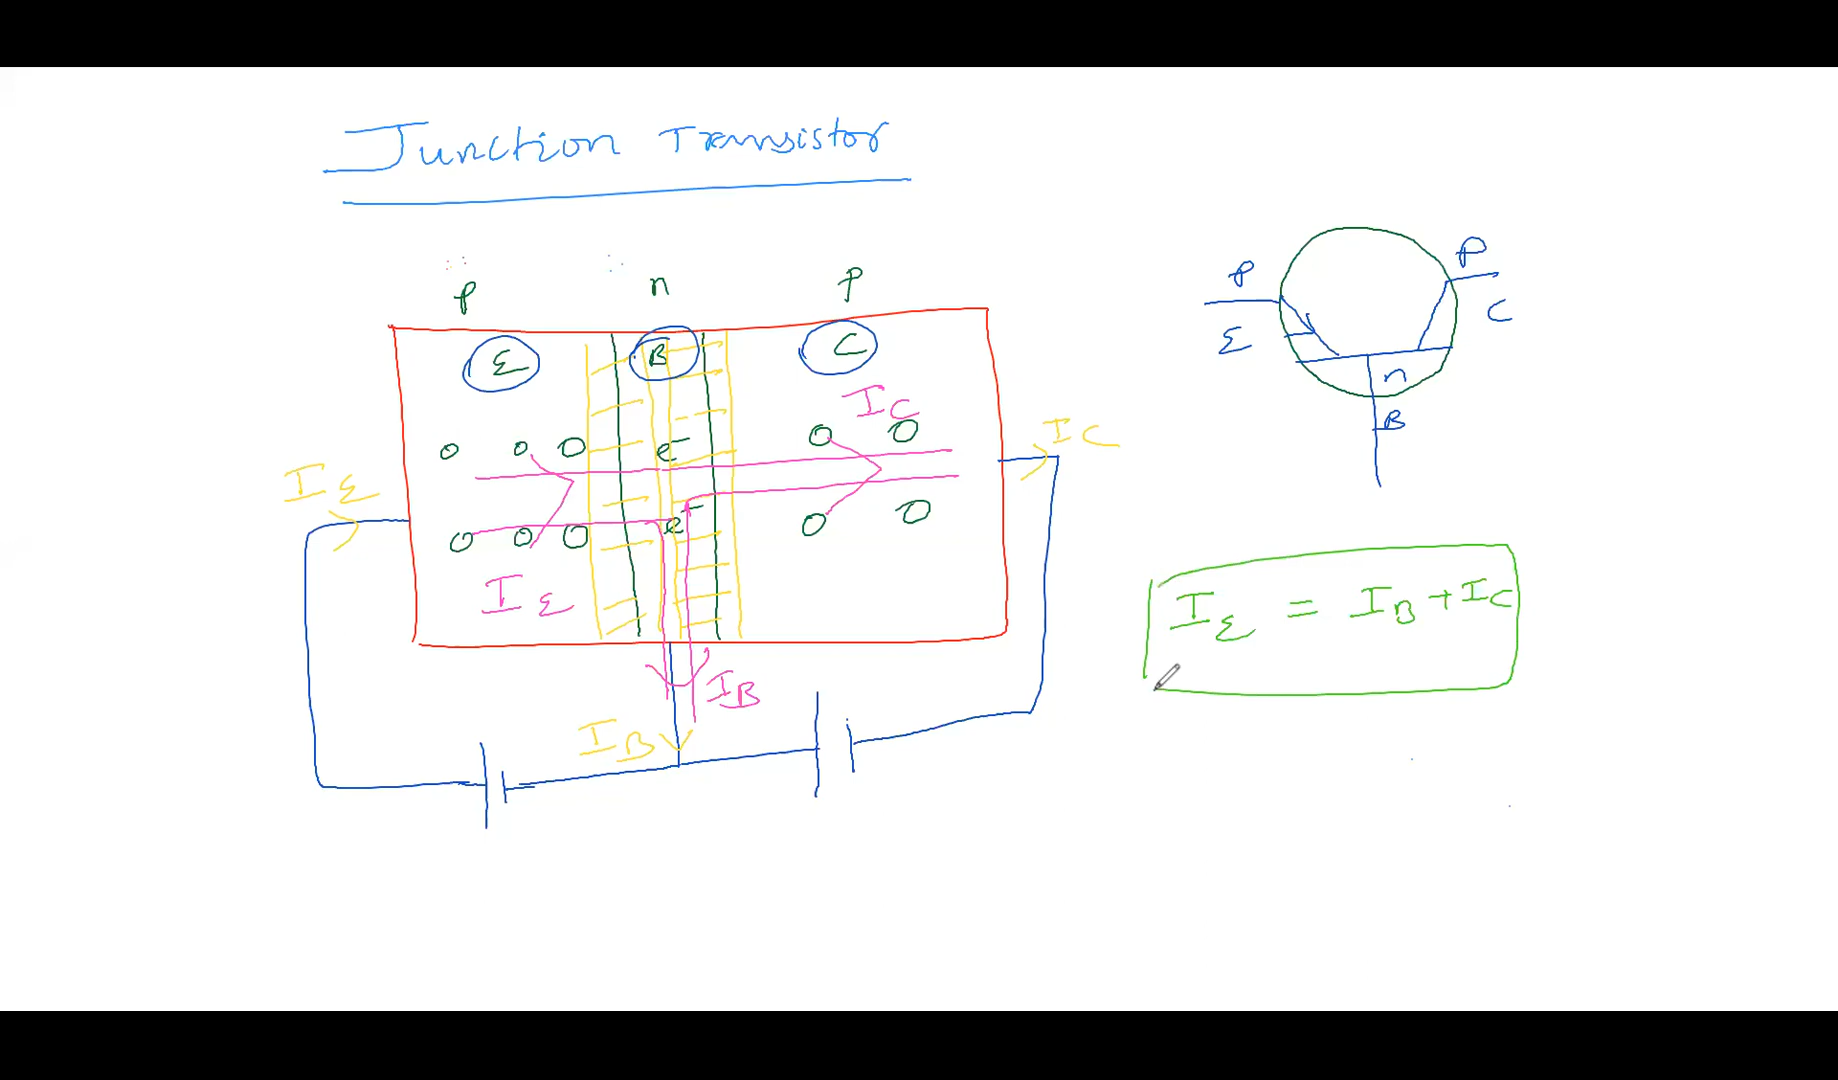 Junction Transistor
p n p
E B C
I_C
e⁻
I_E I_C
e⁻
I_E
I_B
I_B
p p
E C
n
B
I_E = I_B + I_C